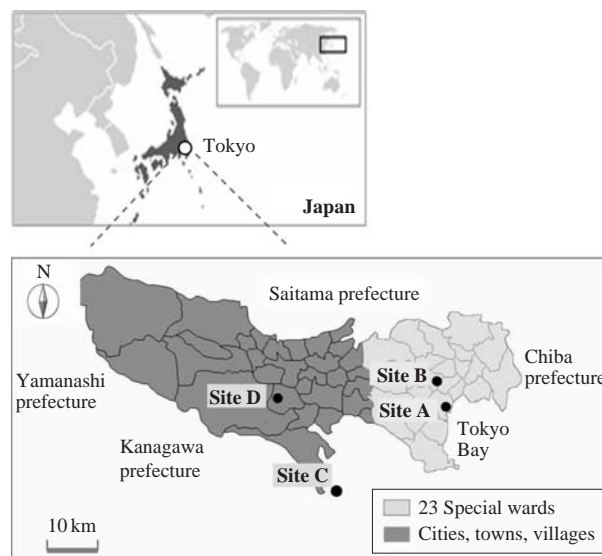 Tokyo
Japan
N
Saitama prefecture
Chiba
prefecture
Site B
Yamanashi
prefecture
Site D
Site A
Tokyo
Bay
Kanagawa
prefecture
Site C
10 km
23 Special wards
Cities, towns, villages